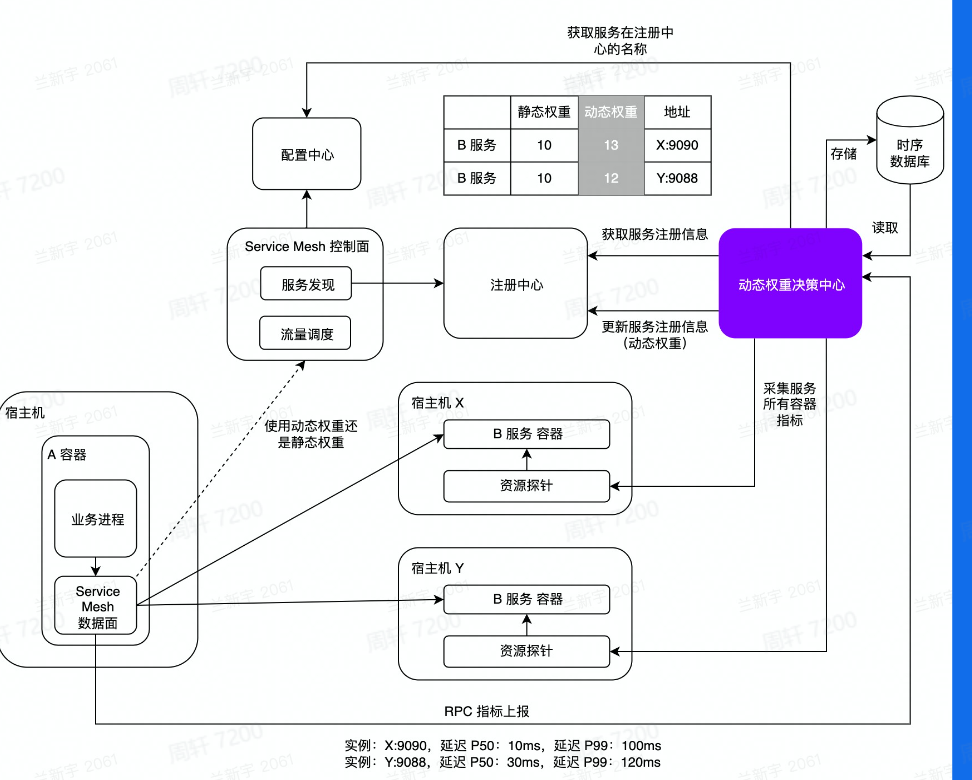 获取服务在注册中
心的名称
静态权重 动态权重 地址
B 服务 10 13 X:9090
B 服务 10 12 Y:9088
配置中心
存储
时序
数据库
读取
Service Mesh 控制面
服务发现
流量调度
注册中心
获取服务注册信息
更新服务注册信息
（动态权重）
动态权重决策中心
采集服务
所有容器
指标
使用动态权重还
是静态权重
宿主机
A 容器
业务进程
Service
Mesh
数据面
宿主机 X
B 服务 容器
资源探针
宿主机 Y
B 服务 容器
资源探针
RPC 指标上报
实例：X:9090，延迟 P50：10ms，延迟 P99：100ms
实例：Y:9088，延迟 P50：30ms，延迟 P99：120ms
兰新宇 2061
周轩 7200